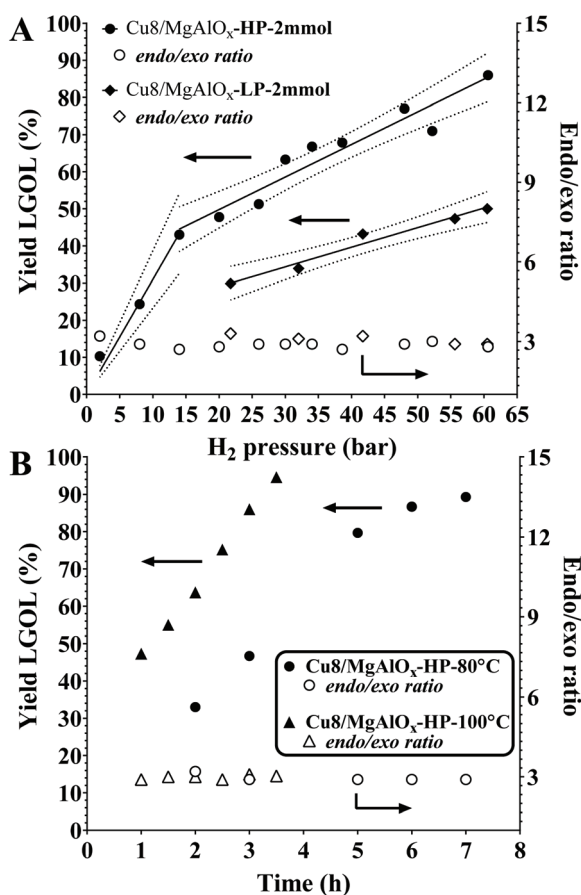 A
Cu8/MgAlOx-HP-2mmol
endo/exo ratio
Cu8/MgAlOx-LP-2mmol
endo/exo ratio
Yield LGOL (%)
100
90
80
70
60
50
40
30
20
10
0
15
12
9
6
3
Endo/exo ratio
0 5 10 15 20 25 30 35 40 45 50 55 60 65
H2 pressure (bar)
B
Yield LGOL (%)
100
90
80
70
60
50
40
30
20
10
0
15
12
9
6
3
Endo/exo ratio
Cu8/MgAlOx-HP-80°C
endo/exo ratio
Cu8/MgAlOx-HP-100°C
endo/exo ratio
0 1 2 3 4 5 6 7 8
Time (h)